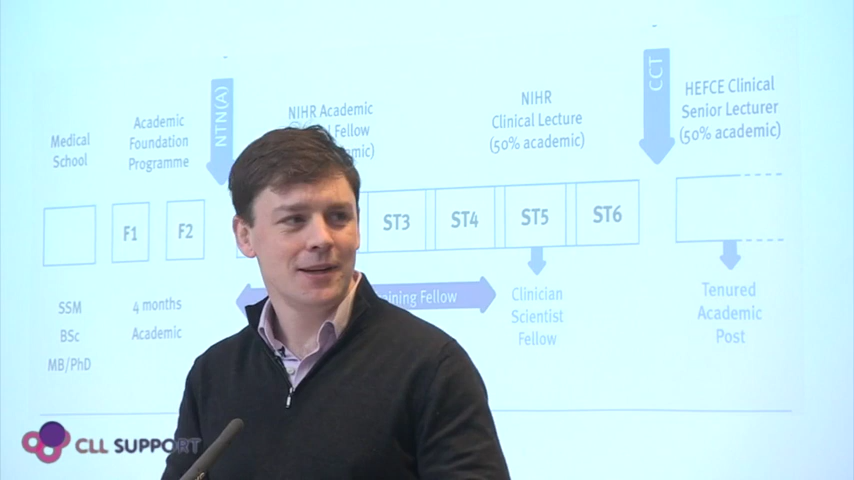 Medical
School
Academic
Foundation
Programme
NTN(A)
NIHR Academic
Fellow
NIHR
Clinical Lecture
(50% academic)
CCT
HEFCE Clinical
Senior Lecturer
(50% academic)
F1
F2
ST3
ST4
ST5
ST6
SSM
BSc
MB/PhD
4 months
Academic
Fellow
Clinician
Scientist
Fellow
Tenured
Academic
Post
CLL SUPPORT